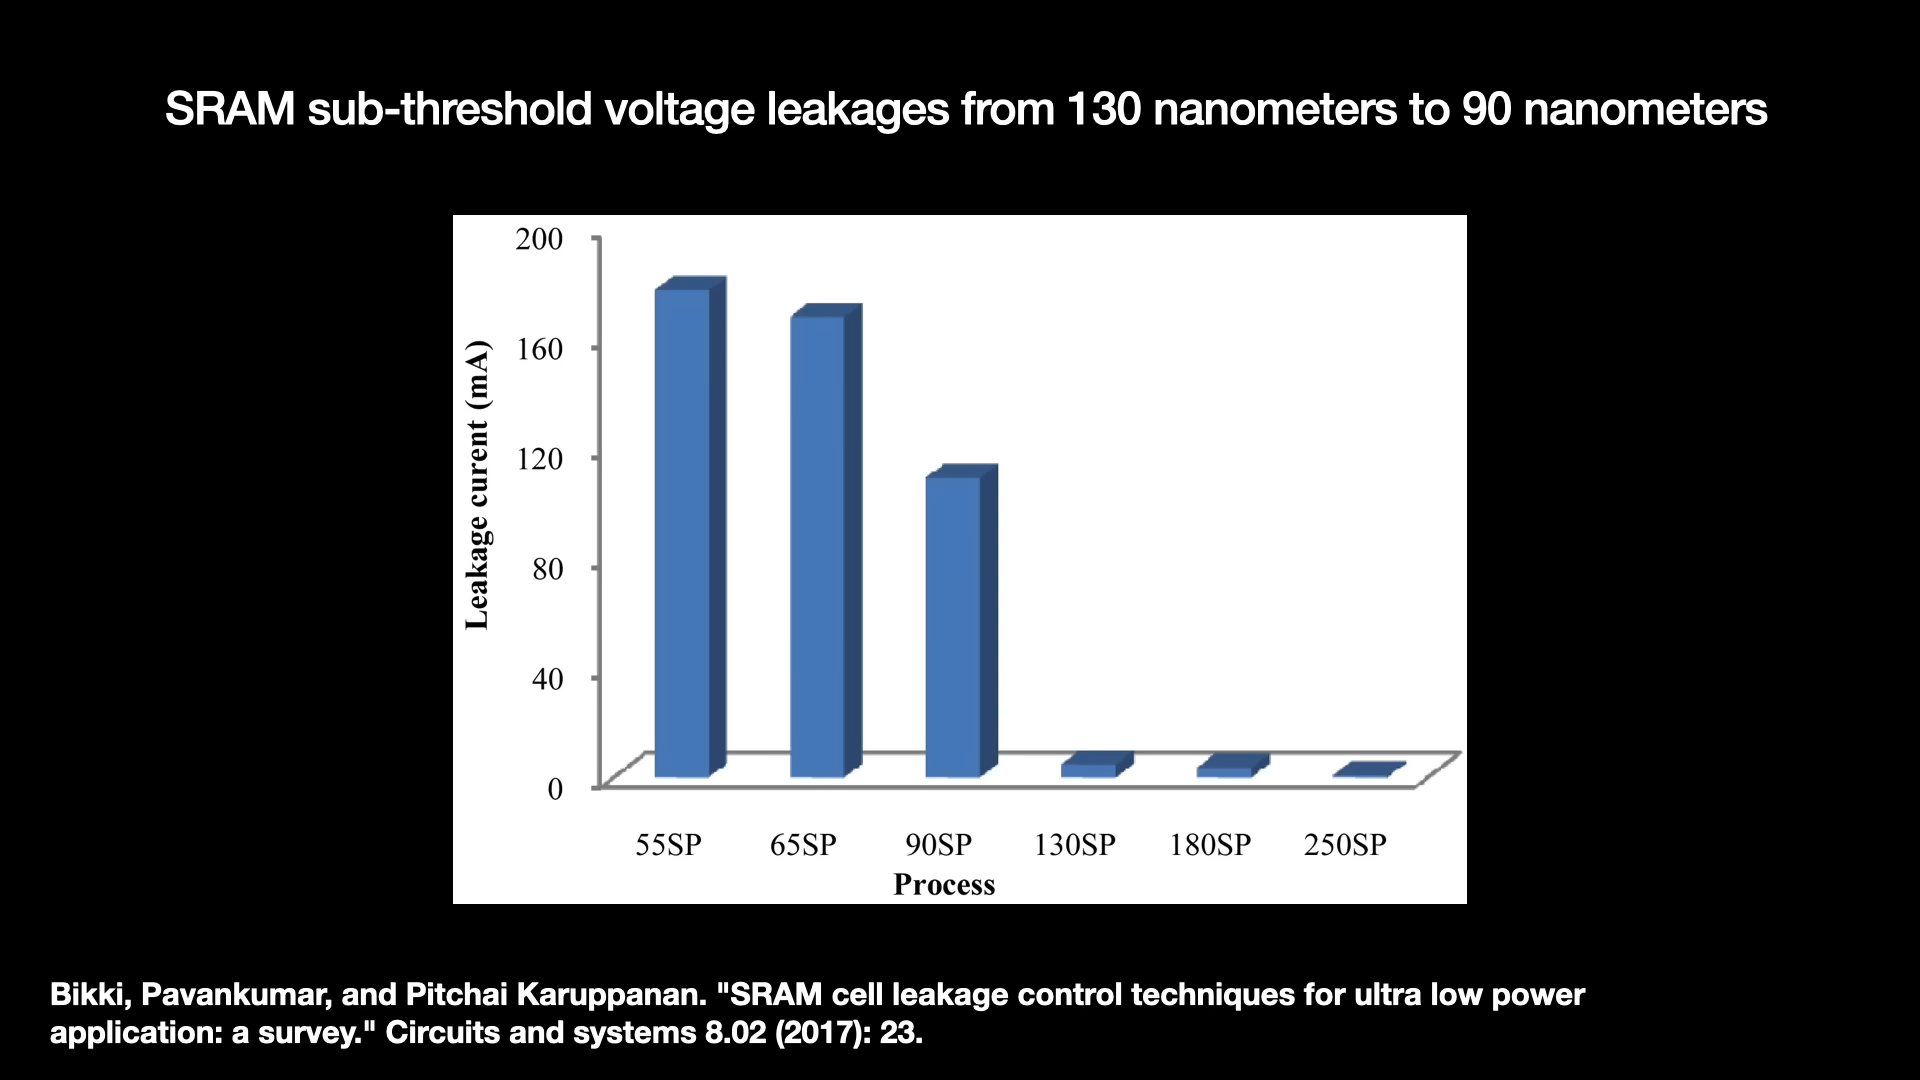 SRAM sub-threshold voltage leakages from 130 nanometers to 90 nanometers
200
160
120
80
40
0
Leakage curent (mA)
55SP 65SP 90SP 130SP 180SP 250SP
Process
Bikki, Pavankumar, and Pitchai Karuppanan. "SRAM cell leakage control techniques for ultra low power
application: a survey." Circuits and systems 8.02 (2017): 23.